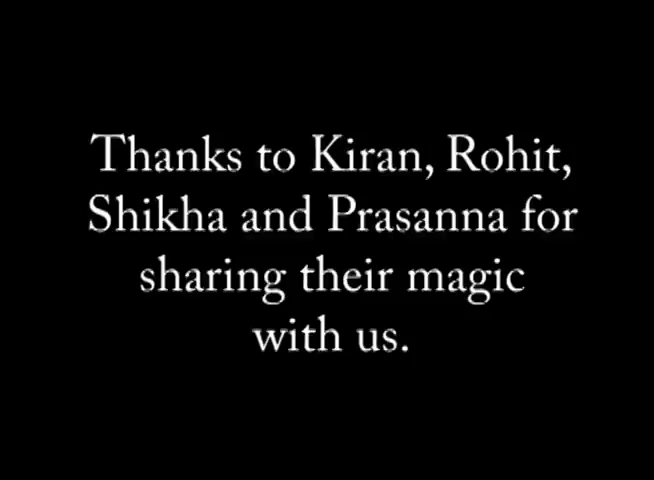 Thanks to Kiran, Rohit,
Shikha and Prasanna for
sharing their magic
with us.